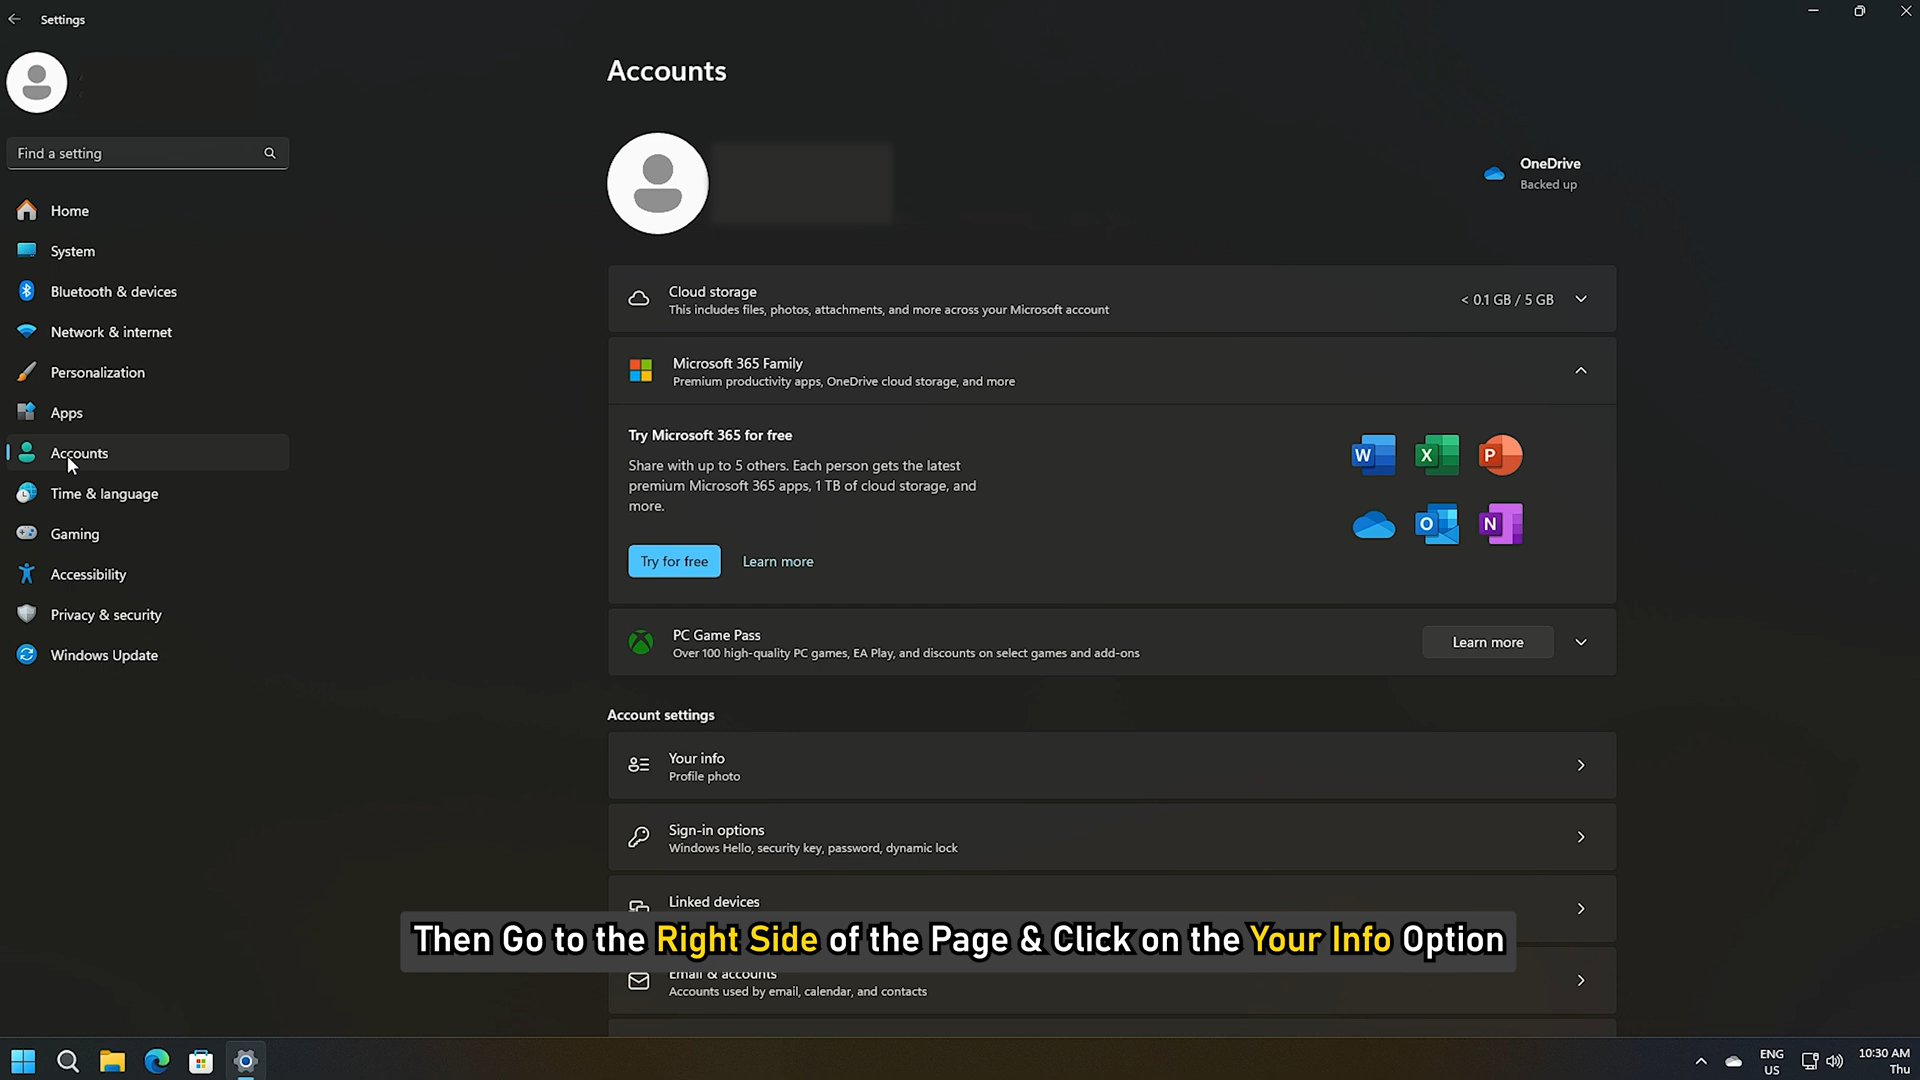 Settings
Accounts
Find a setting
OneDrive
Backed up
Home
System
Bluetooth & devices
Network & internet
Personalization
Apps
Accounts
Time & language
Gaming
Accessibility
Privacy & security
Windows Update
Cloud storage
This includes files, photos, attachments, and more across your Microsoft account
< 0.1 GB / 5 GB
Microsoft 365 Family
Premium productivity apps, OneDrive cloud storage, and more
Try Microsoft 365 for free
Share with up to 5 others. Each person gets the latest
premium Microsoft 365 apps, 1 TB of cloud storage, and
more.
W X P
O N
Try for free
Learn more
PC Game Pass
Over 100 high-quality PC games, EA Play, and discounts on select games and add-ons
Learn more
Account settings
Your info
Profile photo
Sign-in options
Windows Hello, security key, password, dynamic lock
Linked devices
Then Go to the Right Side of the Page & Click on the Your Info Option
Email & accounts
Accounts used by email, calendar, and contacts
ENG
US
10:30 AM
Thu